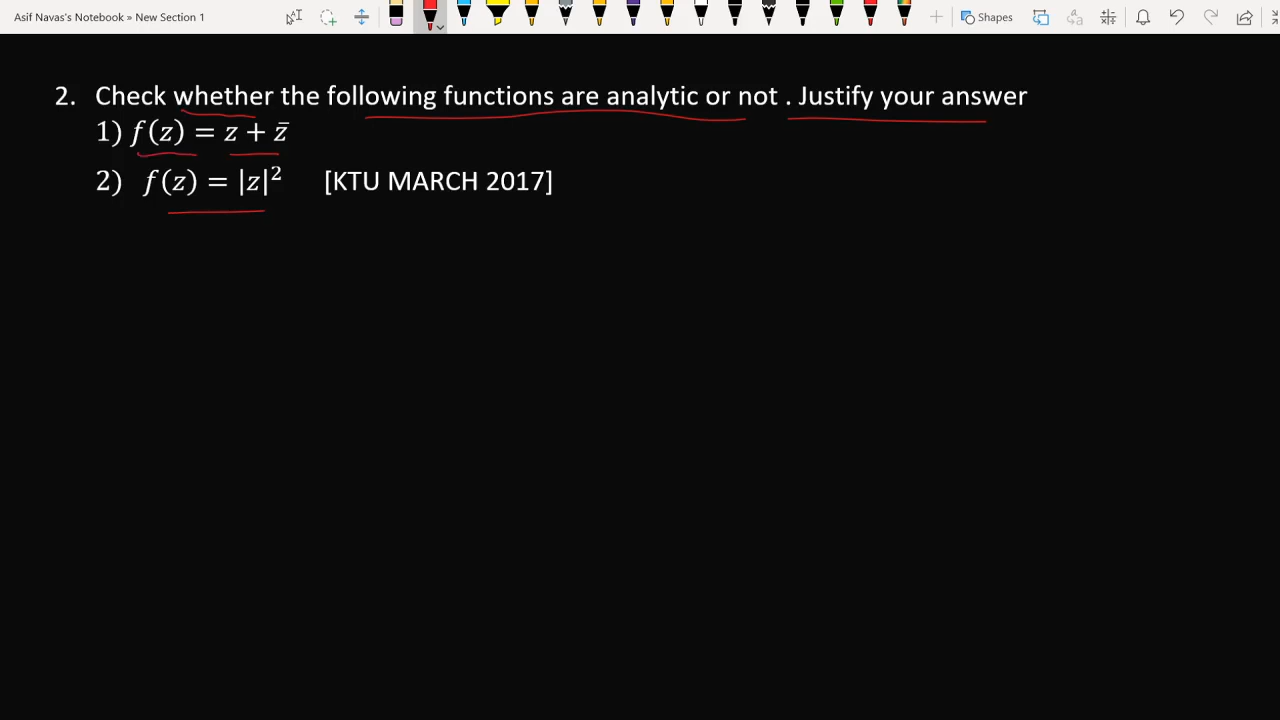 Asif Navas's Notebook » New Section 1
Shapes
2. Check whether the following functions are analytic or not . Justify your answer
1) f(z) = z + z̄
2) f(z) = |z|² [KTU MARCH 2017]